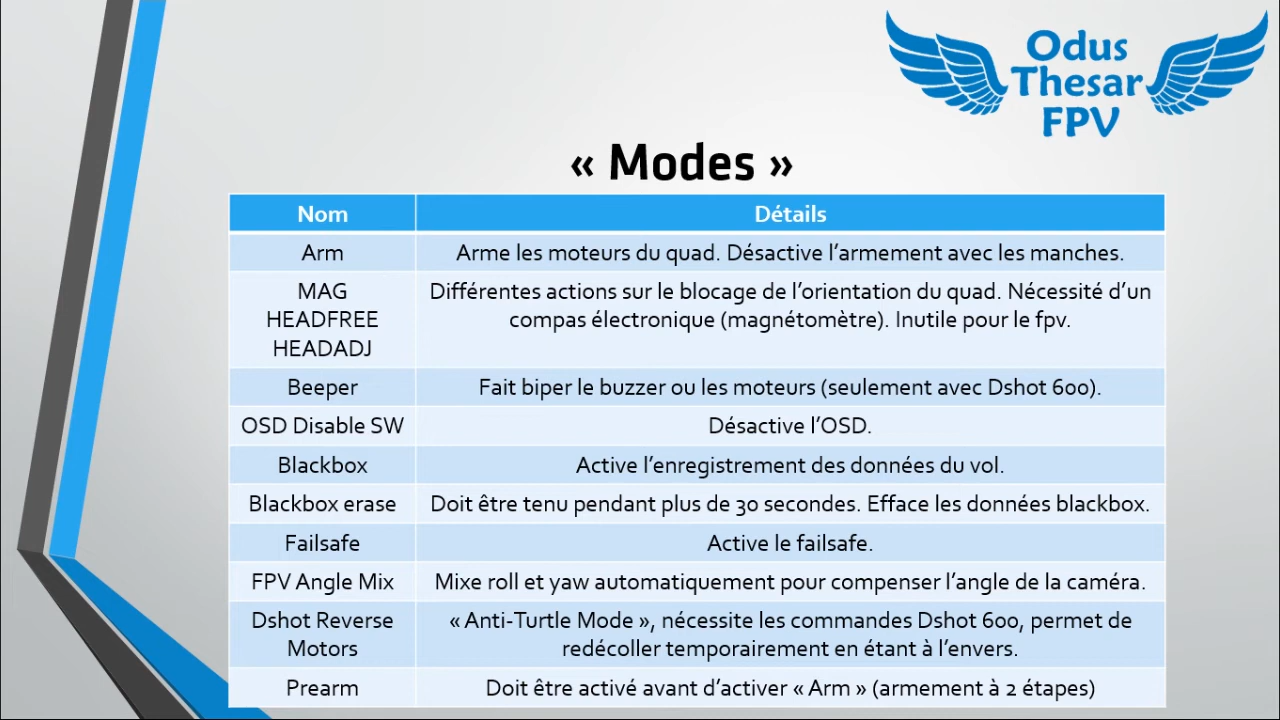 Odus
Thesar
FPV
« Modes »
Nom
Détails
Arm
Arme les moteurs du quad. Désactive l’armement avec les manches.
MAG
HEADFREE
HEADADJ
Différentes actions sur le blocage de l’orientation du quad. Nécessité d’un
compas électronique (magnétomètre). Inutile pour le fpv.
Beeper
Fait biper le buzzer ou les moteurs (seulement avec Dshot 600).
OSD Disable SW
Désactive l’OSD.
Blackbox
Active l’enregistrement des données du vol.
Blackbox erase
Doit être tenu pendant plus de 30 secondes. Efface les données blackbox.
Failsafe
Active le failsafe.
FPV Angle Mix
Mixe roll et yaw automatiquement pour compenser l’angle de la caméra.
Dshot Reverse
Motors
« Anti-Turtle Mode », nécessite les commandes Dshot 600, permet de
redécoller temporairement en étant à l’envers.
Prearm
Doit être activé avant d’activer « Arm » (armement à 2 étapes)